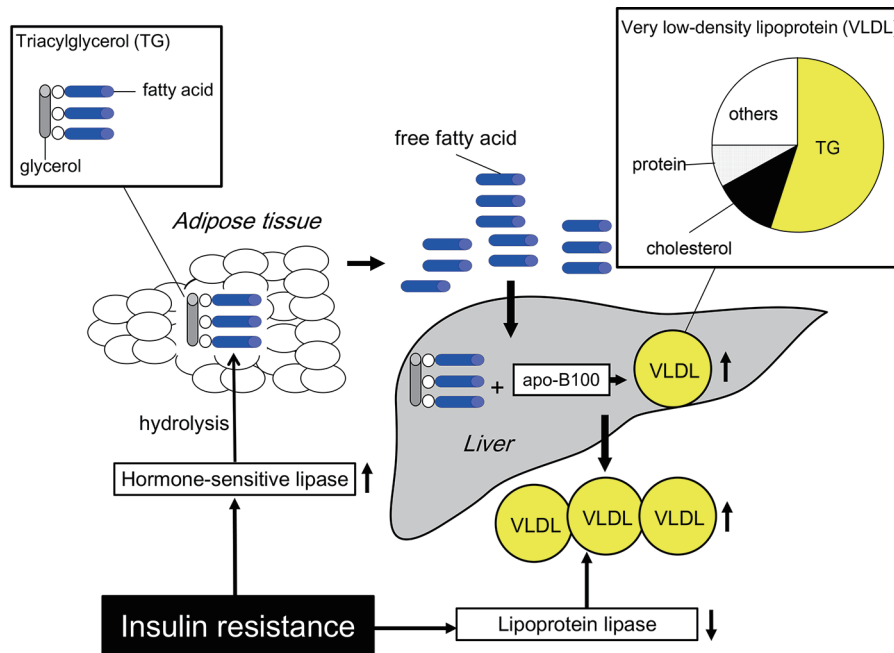 Triacylglycerol (TG)
fatty acid
glycerol
Very low-density lipoprotein (VLDL)
others
TG
protein
cholesterol
free fatty acid
Adipose tissue
hydrolysis
Hormone-sensitive lipase
+
apo-B100
VLDL
Liver
VLDL
VLDL
VLDL
Insulin resistance
Lipoprotein lipase